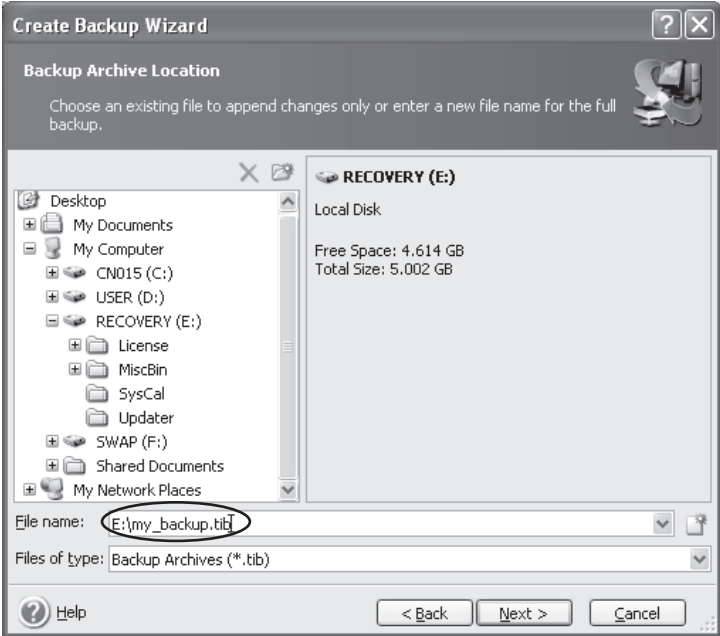 Create Backup Wizard
Backup Archive Location
Choose an existing file to append changes only or enter a new file name for the full
backup.
Desktop
My Documents
My Computer
CN015 (C:)
USER (D:)
RECOVERY (E:)
License
MiscBin
SysCal
Updater
SWAP (F:)
Shared Documents
My Network Places
RECOVERY (E:)
Local Disk
Free Space: 4.614 GB
Total Size: 5.002 GB
File name: E:\my_backup.tib
Files of type: Backup Archives (*.tib)
Help
< Back
Next >
Cancel